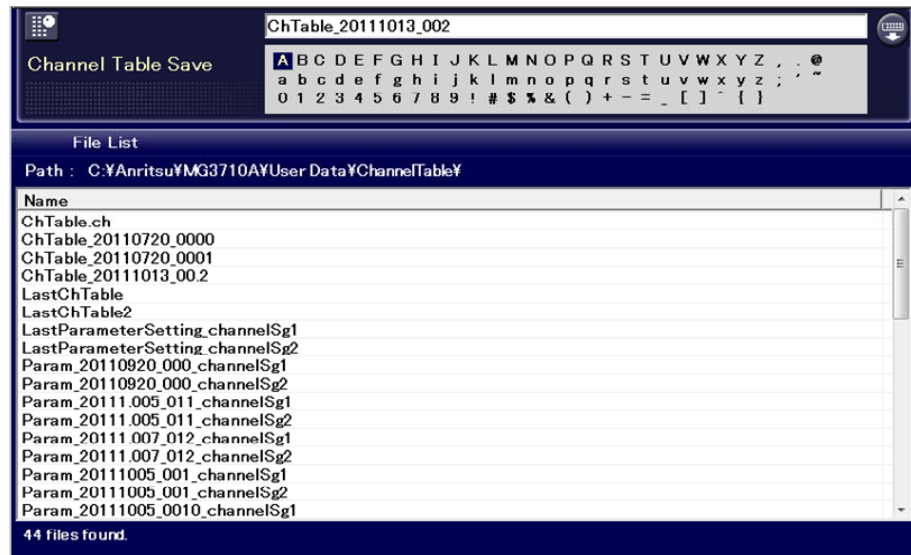 ChTable_20111013_002
Channel Table Save
A B C D E F G H I J K L M N O P Q R S T U V W X Y Z , . @
a b c d e f g h i j k l m n o p q r s t u v w x y z ; ' ~
0 1 2 3 4 5 6 7 8 9 ! # $ % & ( ) + - = _ [ ] ^ { }
File List
Path : C:¥Anritsu¥MG3710A¥User Data¥ChannelTable¥
Name
ChTable.ch
ChTable_20110720_0000
ChTable_20110720_0001
ChTable_20111013_00.2
LastChTable
LastChTable2
LastParameterSetting_channelSg1
LastParameterSetting_channelSg2
Param_20110920_000_channelSg1
Param_20110920_000_channelSg2
Param_20111.005_011_channelSg1
Param_20111.005_011_channelSg2
Param_20111.007_012_channelSg1
Param_20111.007_012_channelSg2
Param_20111005_001_channelSg1
Param_20111005_001_channelSg2
Param_20111005_0010_channelSg1
44 files found.